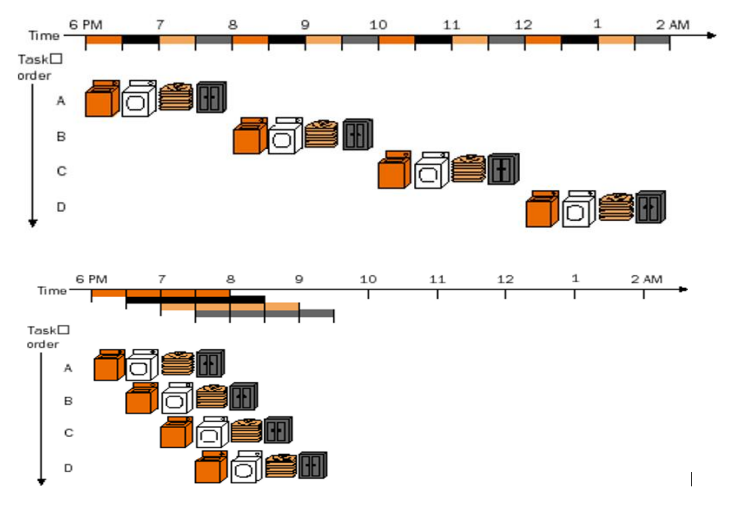 6 PM 7 8 9 10 11 12 1 2 AM
Time
Task□
order
A
B
C
D
6 PM 7 8 9 10 11 12 1 2 AM
Time
Task□
order
A
B
C
D